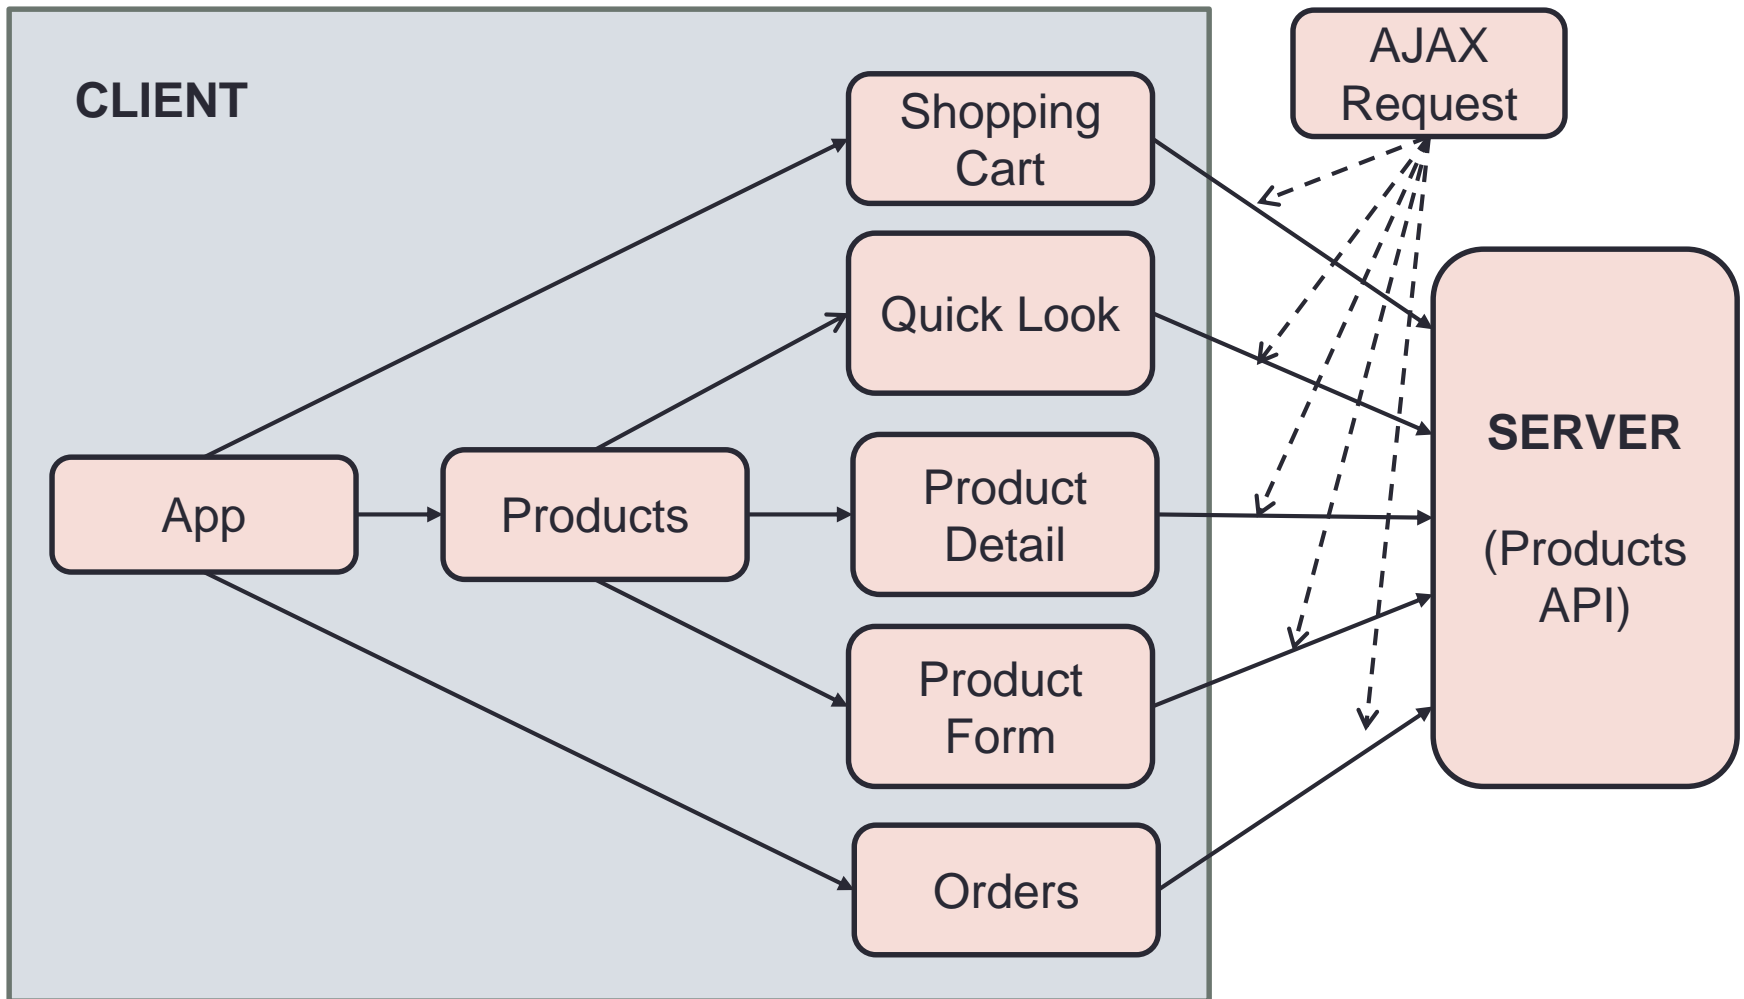 CLIENT
Shopping
Cart
AJAX
Request
Quick Look
App
Products
Product
Detail
SERVER
(Products
API)
Product
Form
Orders